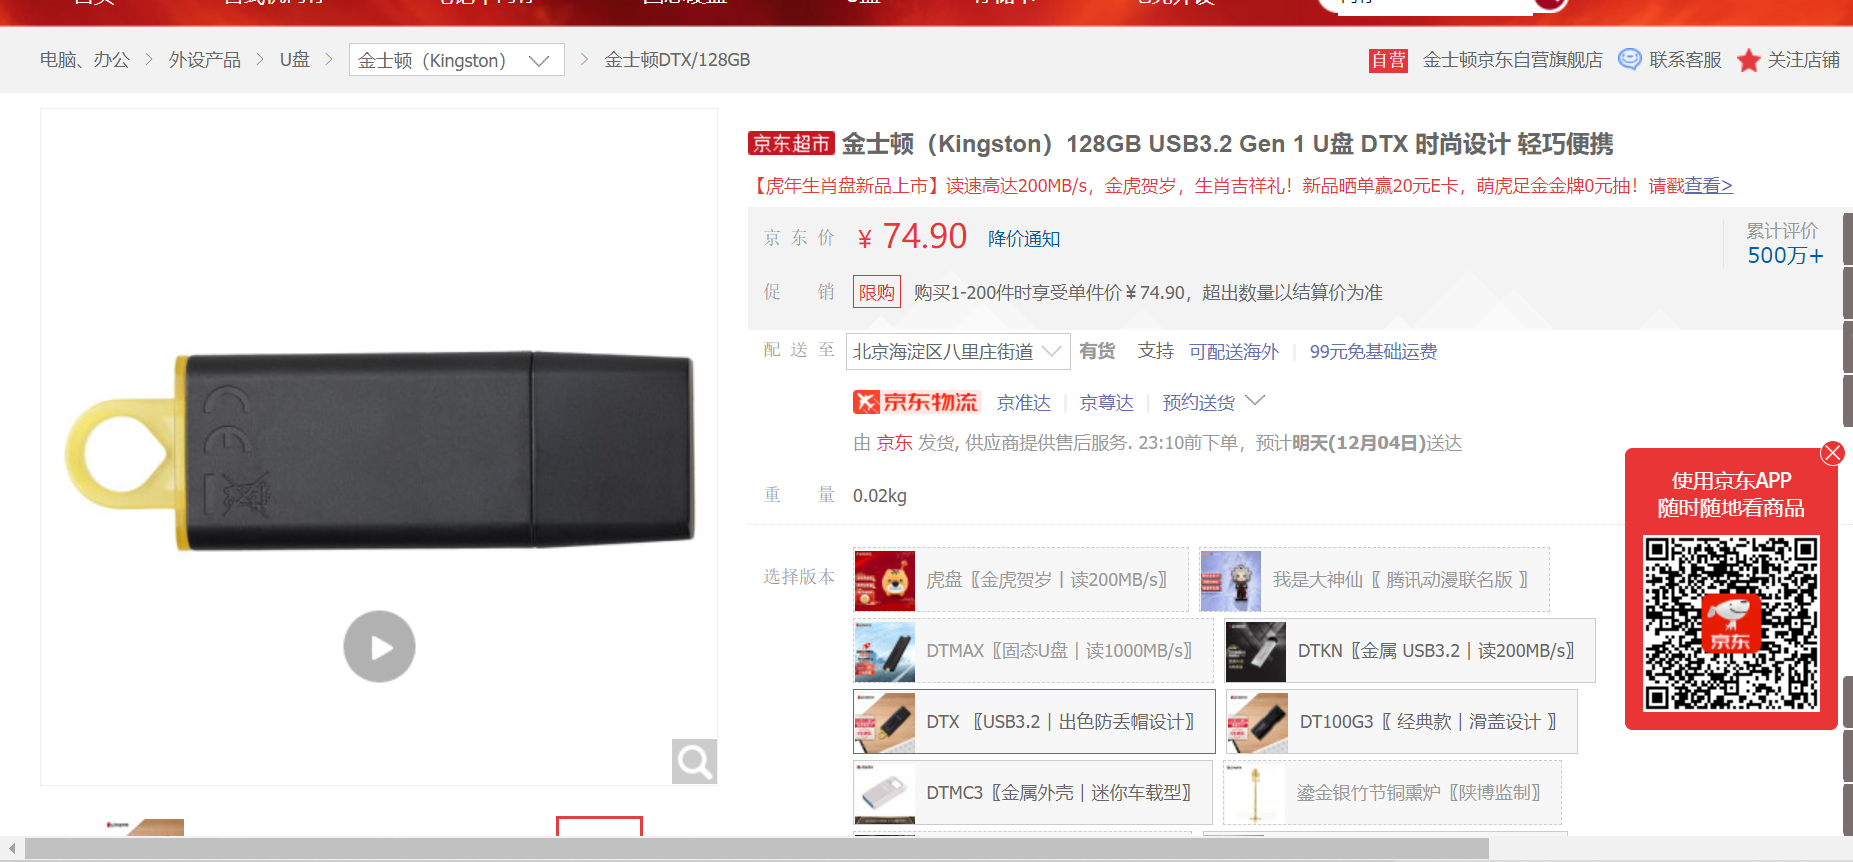 电脑、办公 > 外设产品 > U盘 > 金士顿（Kingston） > 金士顿DTX/128GB
自营 金士顿京东自营旗舰店 联系客服 关注店铺
京东超市 金士顿（Kingston）128GB USB3.2 Gen 1 U盘 DTX 时尚设计 轻巧便携
【虎年生肖盘新品上市】读速高达200MB/s，金虎贺岁，生肖吉祥礼！新品晒单赢20元E卡，萌虎足金金牌0元抽！请戳查看>
京东价 ￥74.90 降价通知
累计评价
500万+
促销 限购 购买1-200件时享受单件价￥74.90，超出数量以结算价为准
配送至 北京海淀区八里庄街道 有货 支持 可配送海外 | 99元免基础运费
京东物流 京准达 | 京尊达 | 预约送货
由 京东 发货, 供应商提供售后服务. 23:10前下单，预计明天(12月04日)送达
重量 0.02kg
选择版本
虎盘〖金虎贺岁 | 读200MB/s〗
我是大神仙〖 腾讯动漫联名版 〗
DTMAX〖固态U盘 | 读1000MB/s〗
DTKN〖金属 USB3.2 | 读200MB/s〗
DTX 〖USB3.2 | 出色防丢帽设计〗
DT100G3〖 经典款 | 滑盖设计 〗
DTMC3〖金属外壳 | 迷你车载型〗
鎏金银竹节铜熏炉〖陕博监制〗
使用京东APP
随时随地看商品
京东
CE